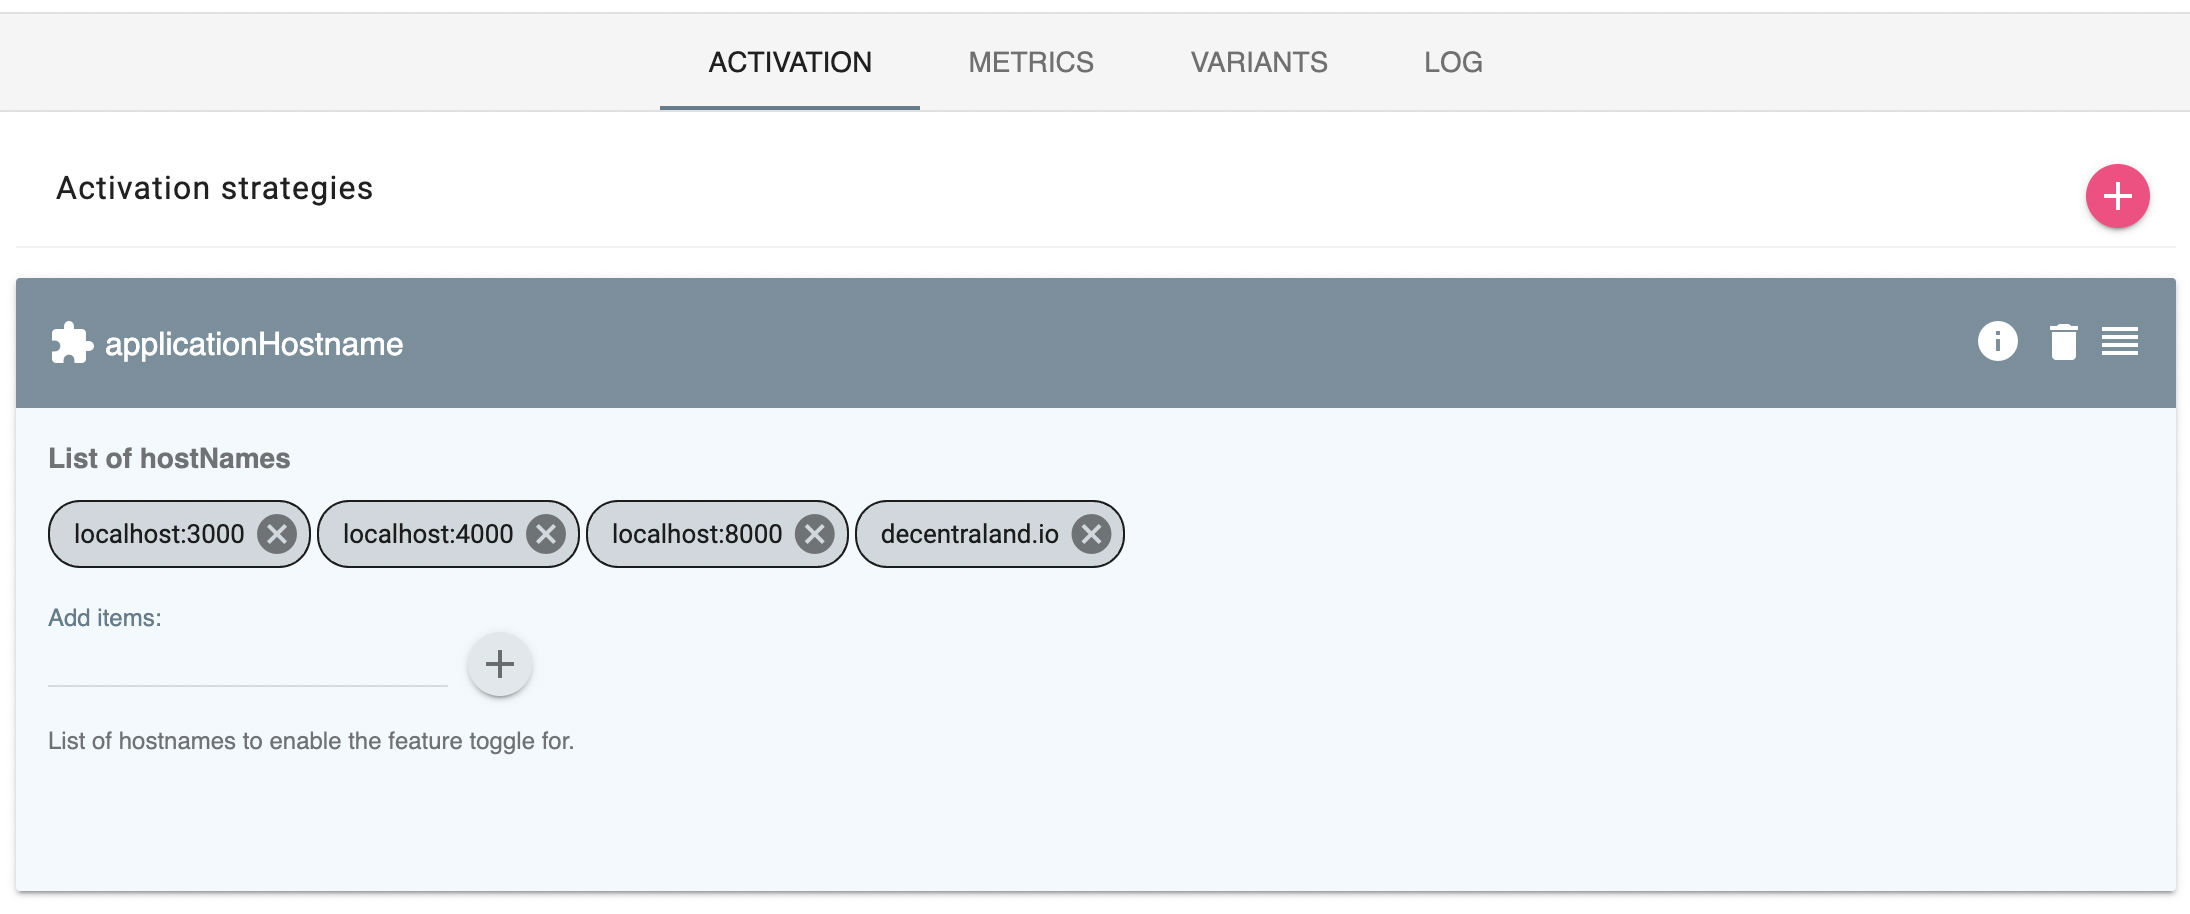 ACTIVATION METRICS VARIANTS LOG
Activation strategies
applicationHostname
List of hostNames
localhost:3000 localhost:4000 localhost:8000 decentraland.io
Add items:
List of hostnames to enable the feature toggle for.